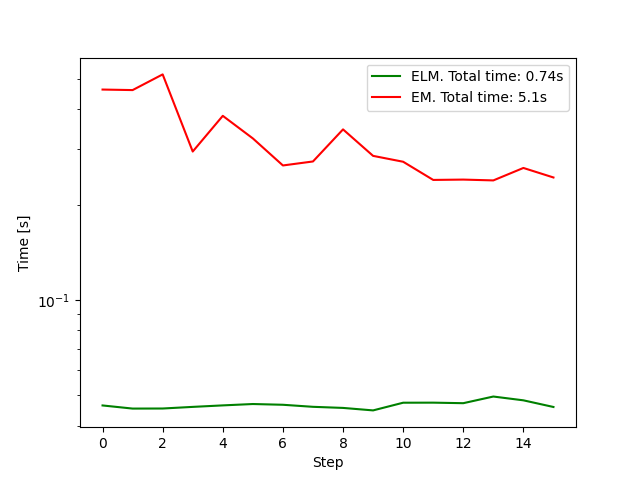 ELM. Total time: 0.74s
EM. Total time: 5.1s
Time [s]
10⁻¹
0 2 4 6 8 10 12 14
Step